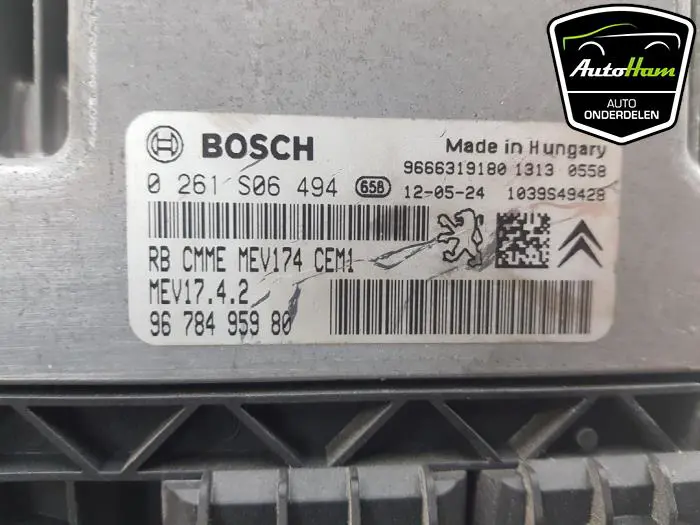 AutoHam
AUTO
ONDERDELEN
BOSCH
Made in Hungary
9666319180 1313 0558
0 261 S06 494 658 12-05-24 1039S49428
RB CMME MEV174 CEM1
MEV17.4.2
96 784 959 80